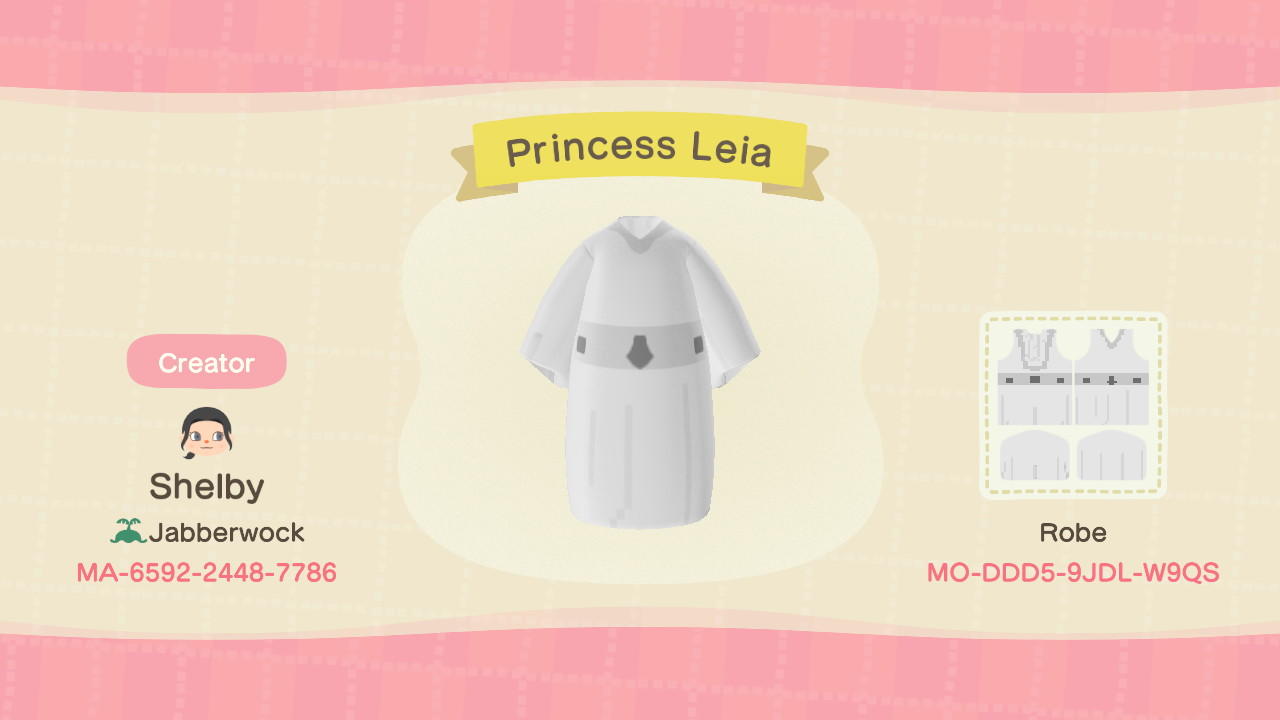 Princess Leia
Creator
Shelby
Jabberwock
MA-6592-2448-7786
Robe
MO-DDD5-9JDL-W9QS